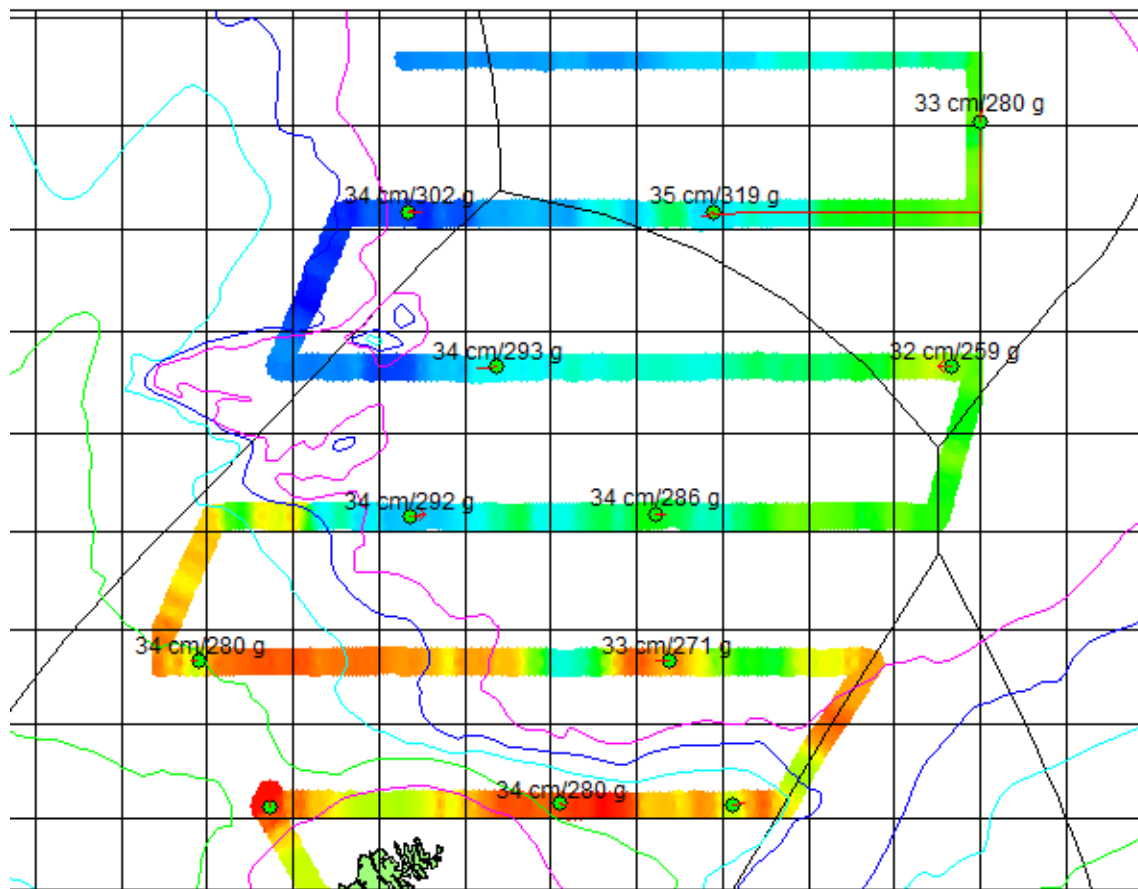 33 cm/280 g
34 cm/302 g
35 cm/319 g
34 cm/293 g
32 cm/259 g
34 cm/292 g
34 cm/286 g
34 cm/280 g
33 cm/271 g
34 cm/280 g